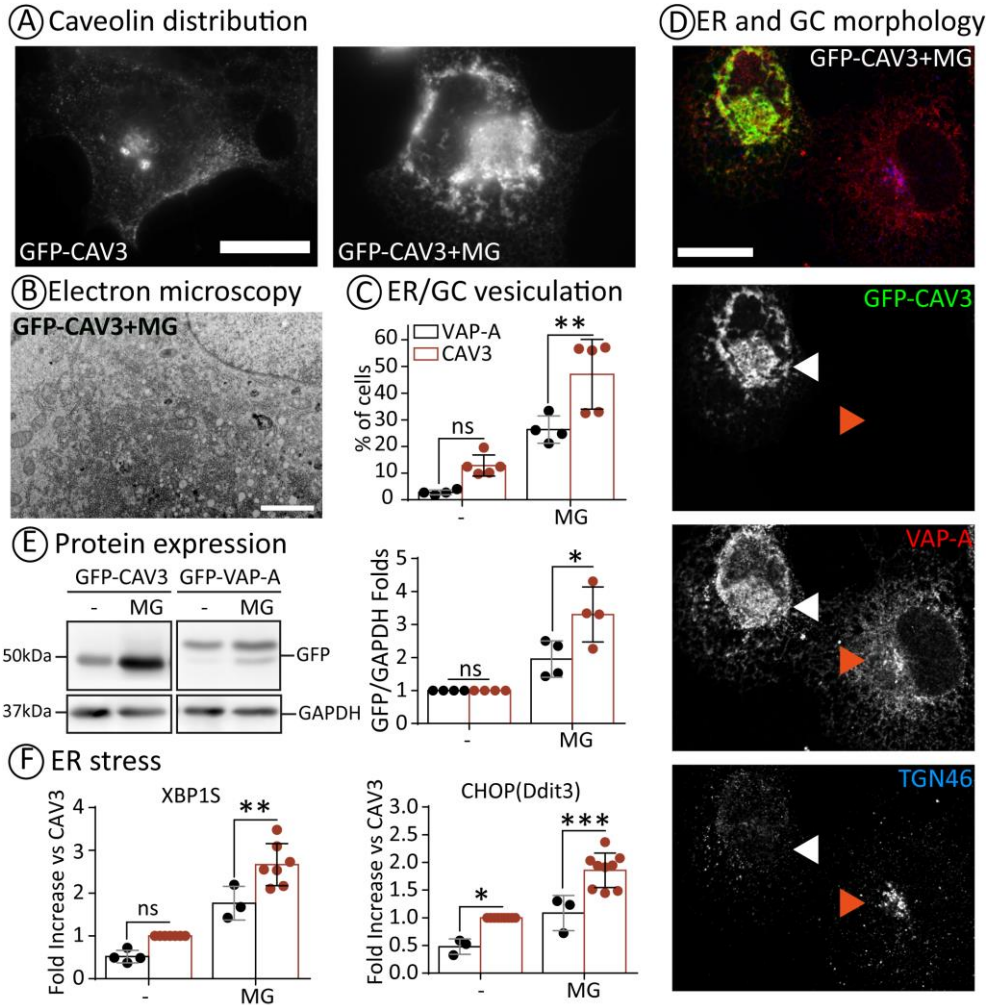 A Caveolin distribution
GFP-CAV3
GFP-CAV3+MG
B Electron microscopy
GFP-CAV3+MG
C ER/GC vesiculation
VAP-A
CAV3
% of cells
60
50
40
30
20
10
0
ns
**
-
MG
D ER and GC morphology
GFP-CAV3+MG
GFP-CAV3
VAP-A
TGN46
E Protein expression
GFP-CAV3 GFP-VAP-A
- MG - MG
50kDa
GFP
37kDa
GAPDH
GFP/GAPDH Folds
5
4
3
2
1
0
ns
*
-
MG
F ER stress
XBP1S
Fold Increase vs CAV3
4
3
2
1
0
ns
**
-
MG
CHOP(Ddit3)
Fold Increase vs CAV3
3.0
2.5
2.0
1.5
1.0
0.5
0.0
*
***
-
MG